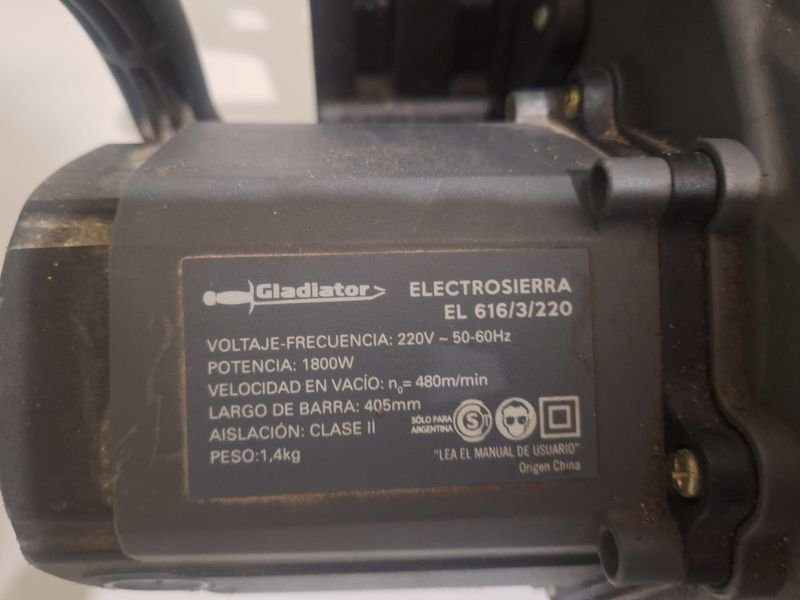 Gladiator
ELECTROSIERRA
EL 616/3/220
VOLTAJE-FRECUENCIA: 220V ~ 50-60Hz
POTENCIA: 1800W
VELOCIDAD EN VACÍO: n₀= 480m/min
LARGO DE BARRA: 405mm
AISLACIÓN: CLASE II
PESO:1,4kg
SÓLO PARA
ARGENTINA
S
"LEA EL MANUAL DE USUARIO"
Origen China